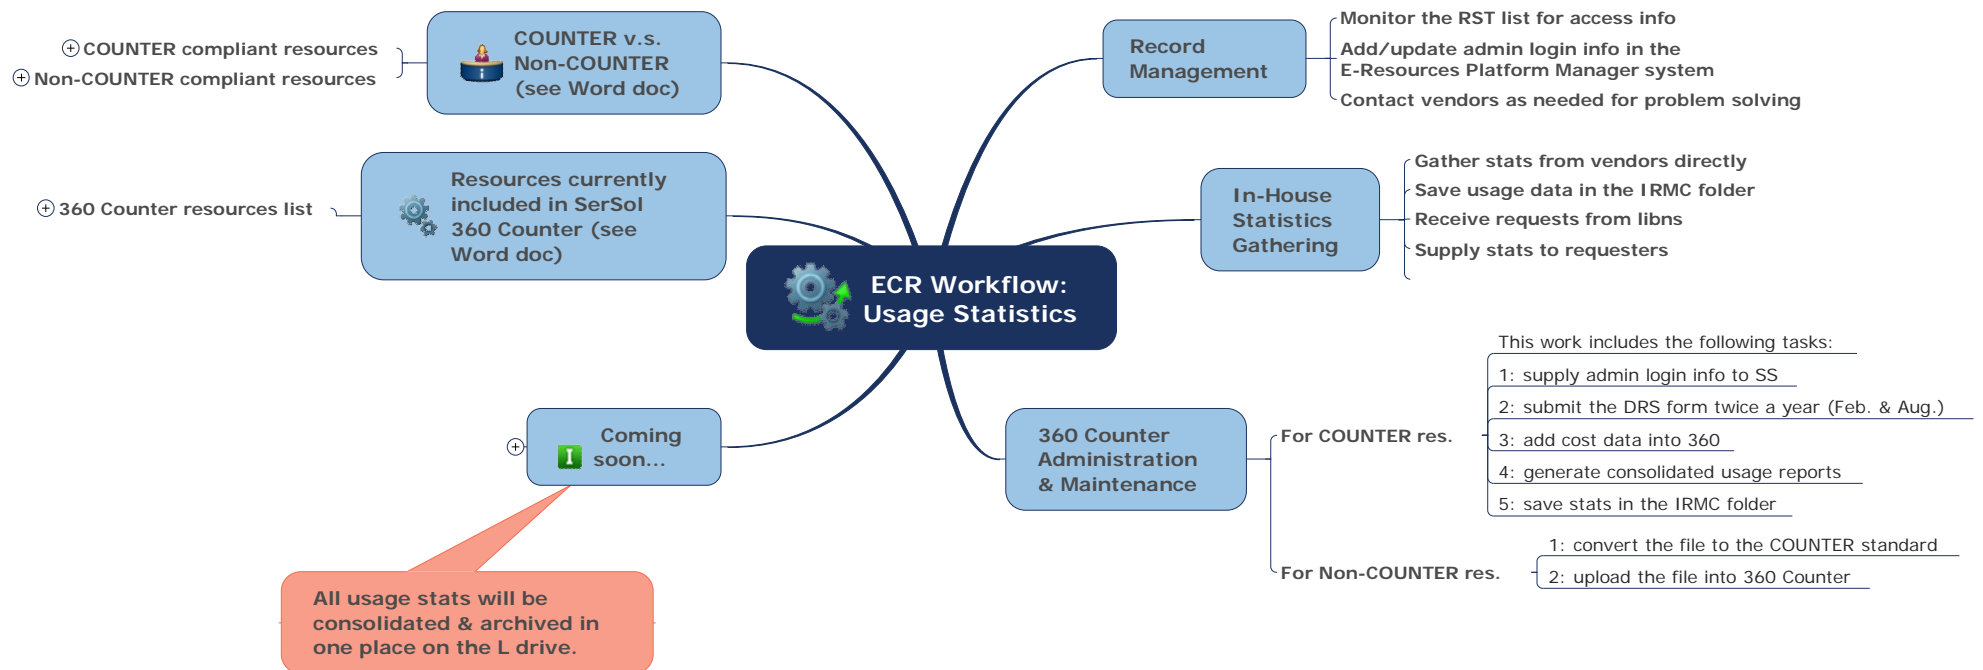 ECR Workflow:
Usage Statistics
COUNTER v.s.
Non-COUNTER
(see Word doc)
COUNTER compliant resources
Non-COUNTER compliant resources
Resources currently
included in SerSol
360 Counter (see
Word doc)
360 Counter resources list
Coming
soon...
All usage stats will be
consolidated & archived in
one place on the L drive.
Record
Management
Monitor the RST list for access info
Add/update admin login info in the
E-Resources Platform Manager system
Contact vendors as needed for problem solving
In-House
Statistics
Gathering
Gather stats from vendors directly
Save usage data in the IRMC folder
Receive requests from libns
Supply stats to requesters
360 Counter
Administration
& Maintenance
For COUNTER res.
This work includes the following tasks:
1: supply admin login info to SS
2: submit the DRS form twice a year (Feb. & Aug.)
3: add cost data into 360
4: generate consolidated usage reports
5: save stats in the IRMC folder
For Non-COUNTER res.
1: convert the file to the COUNTER standard
2: upload the file into 360 Counter